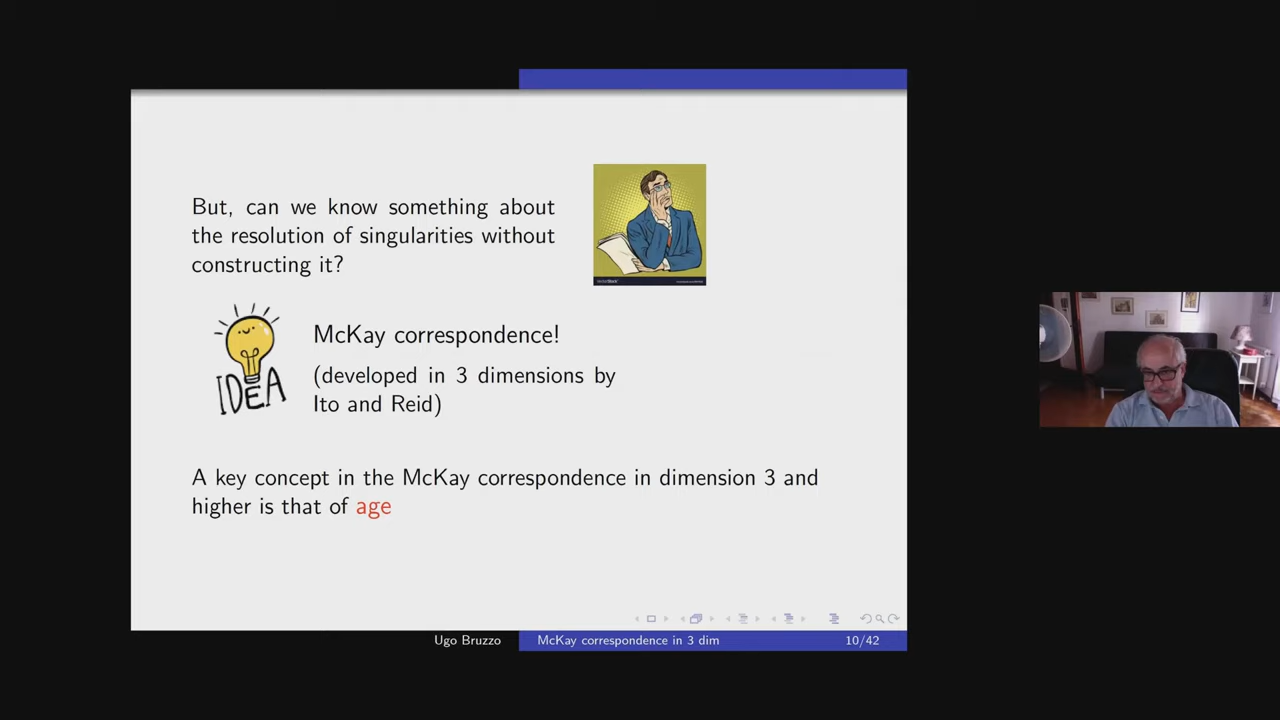 But, can we know something about
the resolution of singularities without
constructing it?
IDEA
McKay correspondence!
(developed in 3 dimensions by
Ito and Reid)
A key concept in the McKay correspondence in dimension 3 and
higher is that of age
Ugo Bruzzo
McKay correspondence in 3 dim
10/42